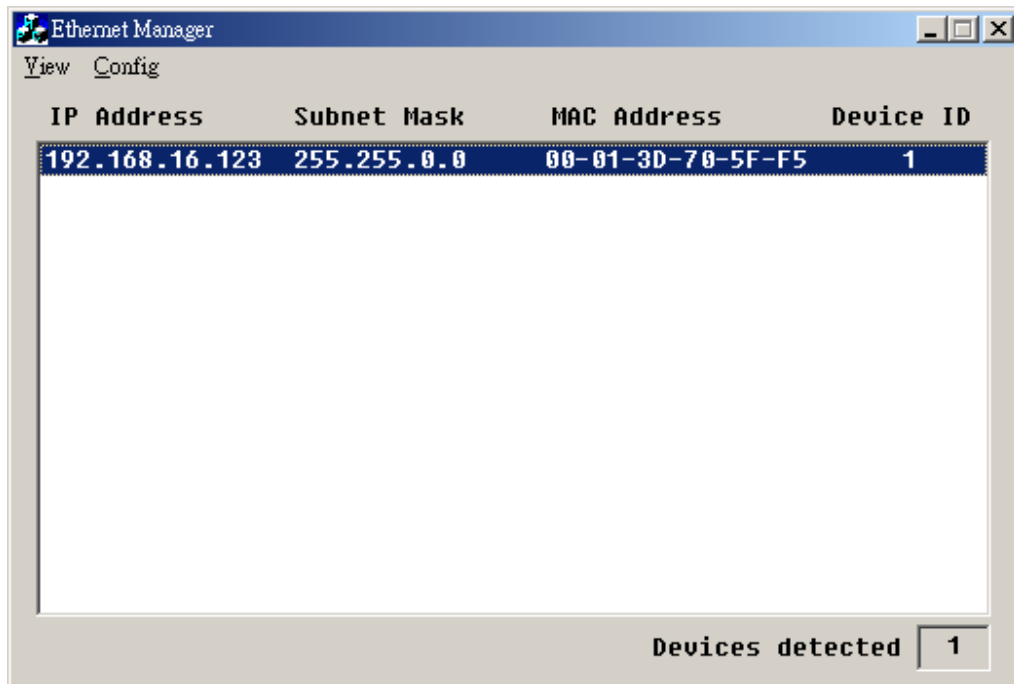 Ethernet Manager
View Config
IP Address Subnet Mask MAC Address Device ID
192.168.16.123 255.255.0.0 00-01-3D-70-5F-F5 1
Devices detected 1